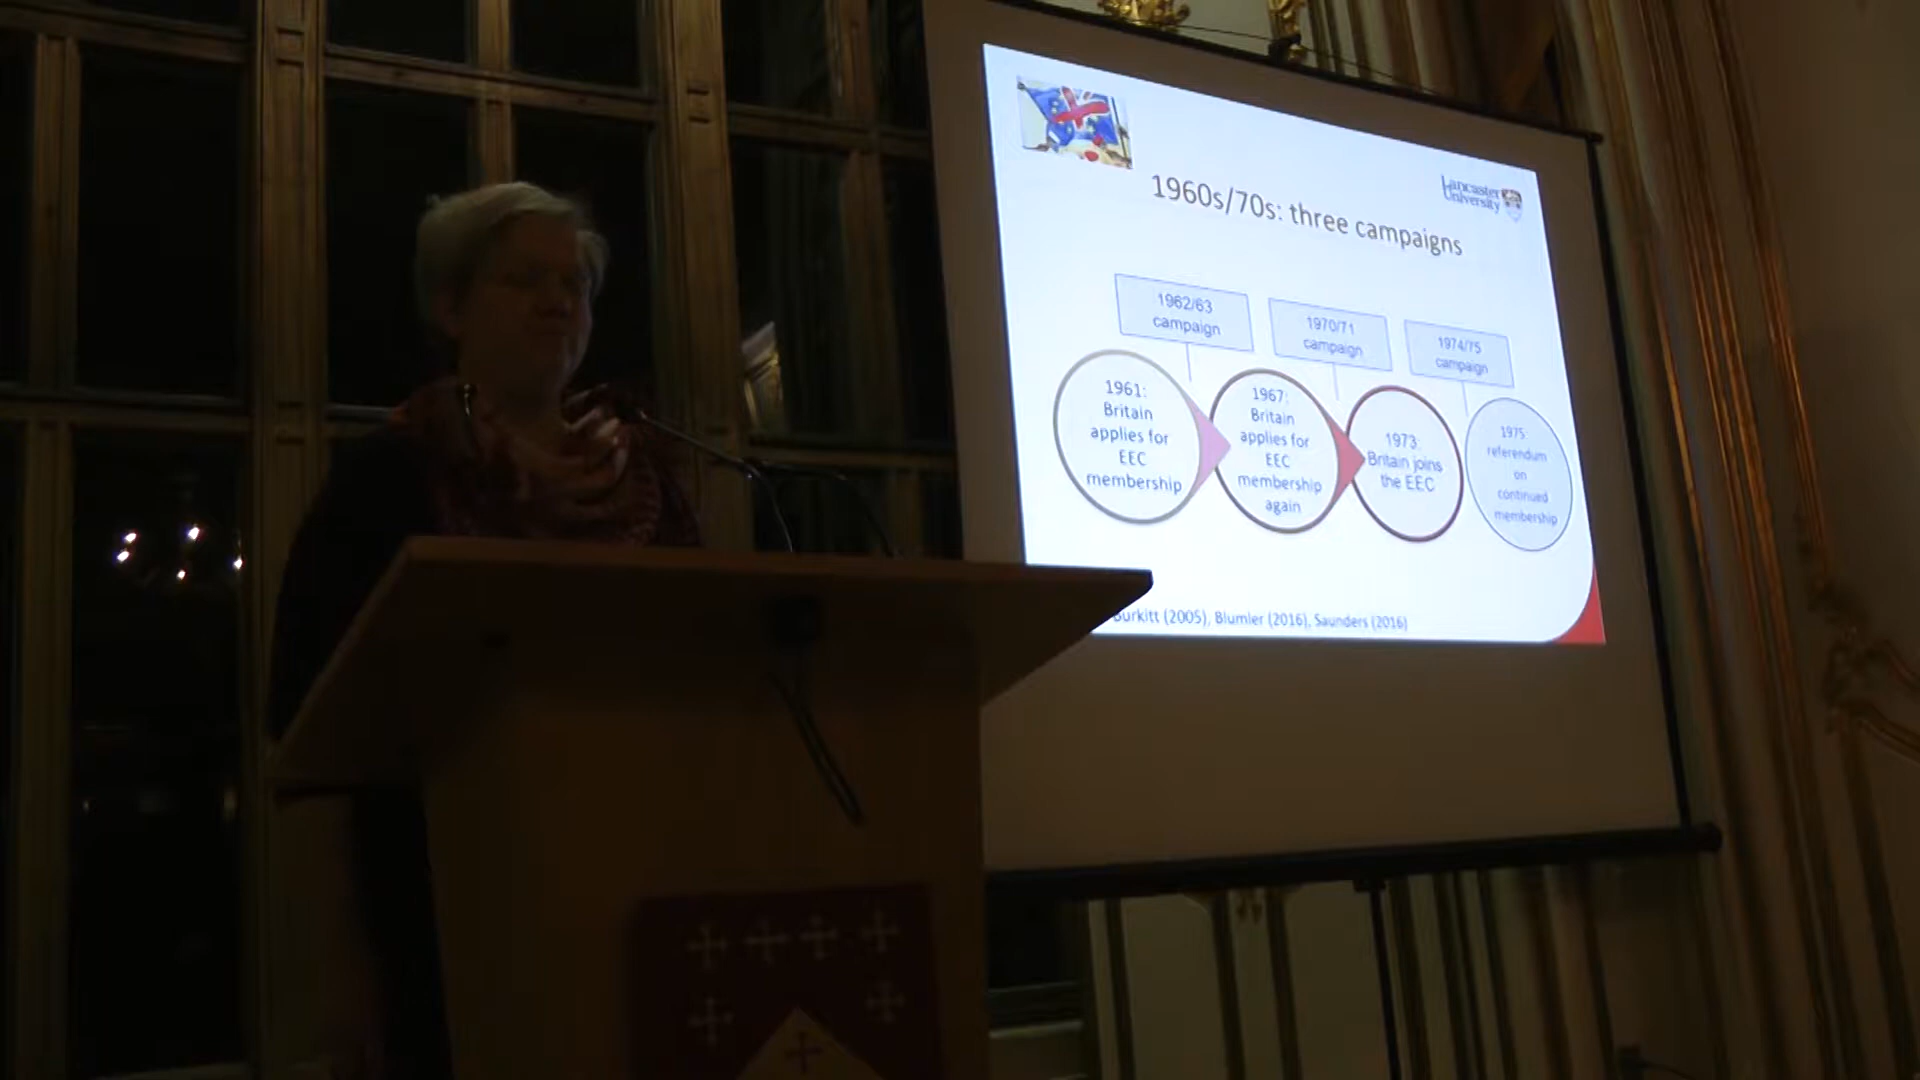 Lancaster
University
1960s/70s: three campaigns
1962/63
campaign
1970/71
campaign
1974/75
campaign
1961:
Britain
applies for
EEC
membership
1967:
Britain
applies for
EEC
membership
again
1973:
Britain joins
the EEC
1975:
referendum
on
continued
membership
Burkitt (2005), Blumler (2016), Saunders (2016)